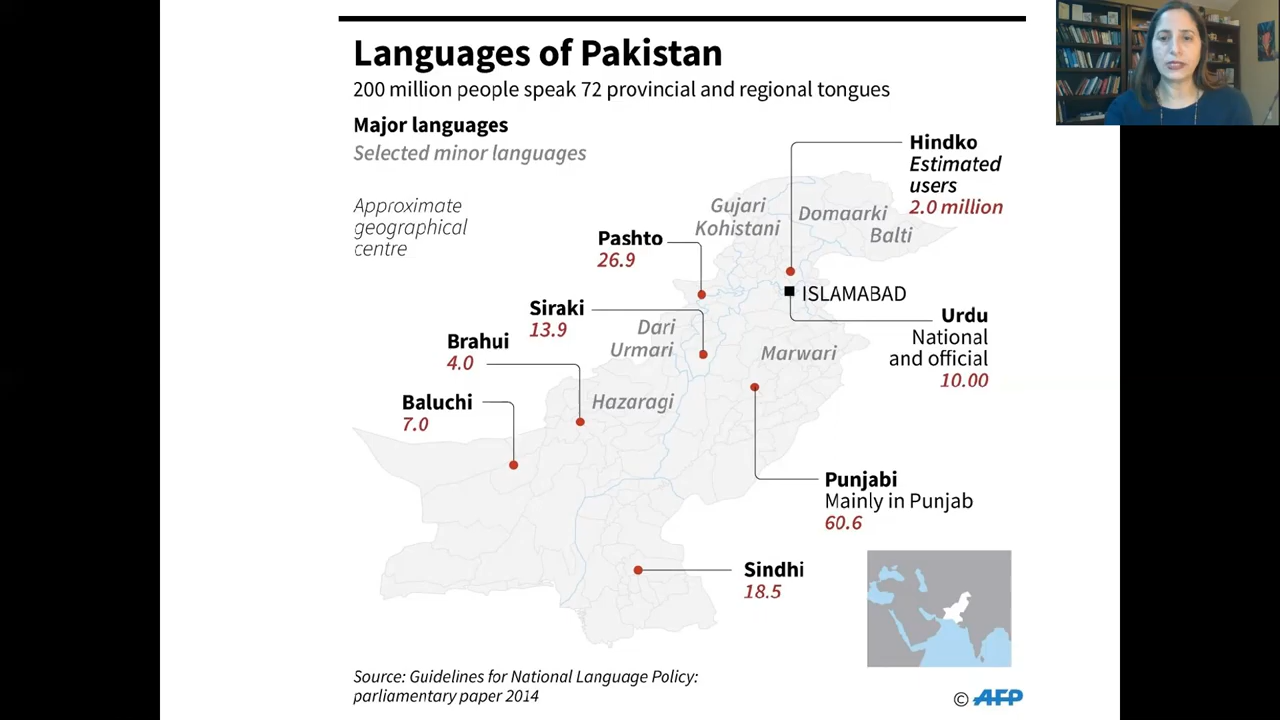 Languages of Pakistan
200 million people speak 72 provincial and regional tongues
Major languages
Selected minor languages
Approximate
geographical
centre
Hindko
Estimated
users
2.0 million
Gujari
Kohistani
Domaarki
Balti
Pashto
26.9
ISLAMABAD
Siraki
13.9
Urdu
National
and official
10.00
Dari
Urmari
Brahui
4.0
Marwari
Baluchi
7.0
Hazaragi
Punjabi
Mainly in Punjab
60.6
Sindhi
18.5
Source: Guidelines for National Language Policy:
parliamentary paper 2014
© AFP